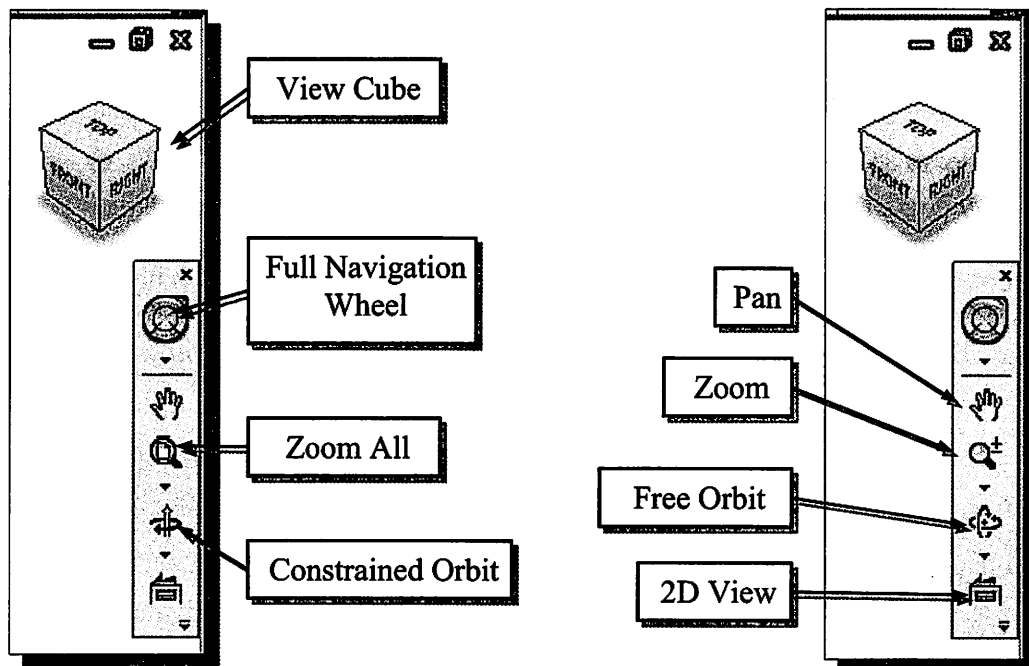 View Cube
TOP
FRONT
RIGHT
Full Navigation
Wheel
Zoom All
Constrained Orbit
TOP
FRONT
RIGHT
Pan
Zoom
Free Orbit
2D View